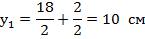 y₁ = 18/2 + 2/2 = 10 см